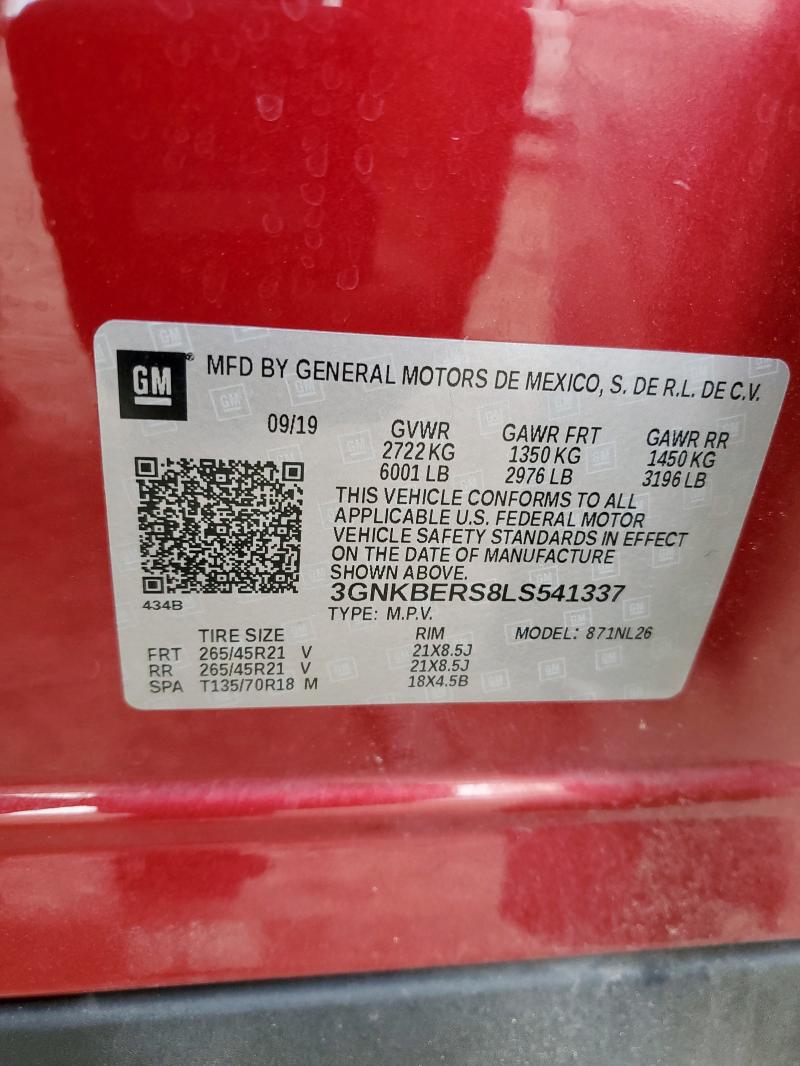 GM MFD BY GENERAL MOTORS DE MEXICO, S. DE R.L. DE C.V.
09/19 GVWR GAWR FRT GAWR RR
2722 KG 1350 KG 1450 KG
6001 LB 2976 LB 3196 LB
THIS VEHICLE CONFORMS TO ALL
APPLICABLE U.S. FEDERAL MOTOR
VEHICLE SAFETY STANDARDS IN EFFECT
ON THE DATE OF MANUFACTURE
SHOWN ABOVE.
434B 3GNKBERS8LS541337
TYPE: M.P.V.
TIRE SIZE RIM MODEL: 871NL26
FRT 265/45R21 V 21X8.5J
RR 265/45R21 V 21X8.5J
SPA T135/70R18 M 18X4.5B